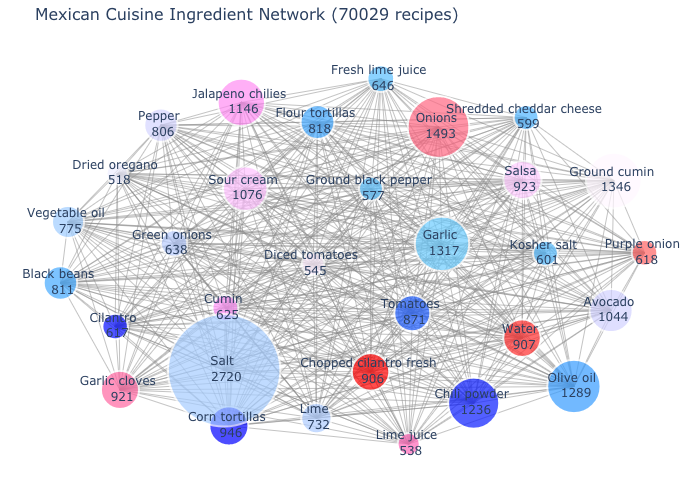 Mexican Cuisine Ingredient Network (70029 recipes)
Fresh lime juice
646
Jalapeno chilies
1146
Shredded cheddar cheese
599
Flour tortillas
818
Pepper
806
Onions
1493
Dried oregano
518
Salsa
923
Ground cumin
1346
Sour cream
1076
Ground black pepper
577
Vegetable oil
775
Green onions
638
Garlic
1317
Kosher salt
601
Purple onion
618
Diced tomatoes
545
Black beans
811
Cumin
625
Tomatoes
871
Avocado
1044
Cilantro
617
Water
907
Salt
2720
Chopped cilantro fresh
906
Garlic cloves
921
Olive oil
1289
Chili powder
1236
Lime
732
Corn tortillas
946
Lime juice
538